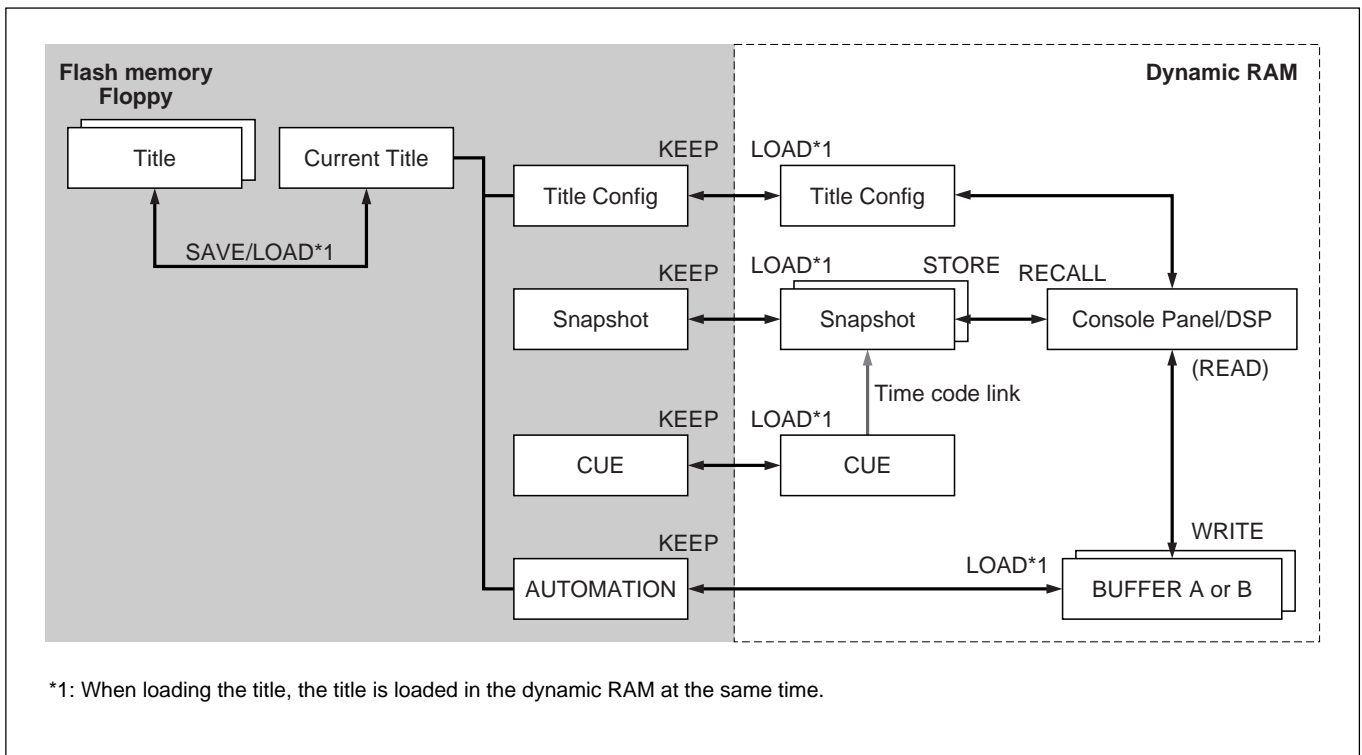 Flash memory
Floppy
Dynamic RAM
Title
Current Title
SAVE/LOAD*1
KEEP
LOAD*1
Title Config
Title Config
KEEP
LOAD*1
STORE
RECALL
Snapshot
Snapshot
Console Panel/DSP
(READ)
Time code link
KEEP
LOAD*1
CUE
CUE
KEEP
WRITE
LOAD*1
AUTOMATION
BUFFER A or B
*1: When loading the title, the title is loaded in the dynamic RAM at the same time.